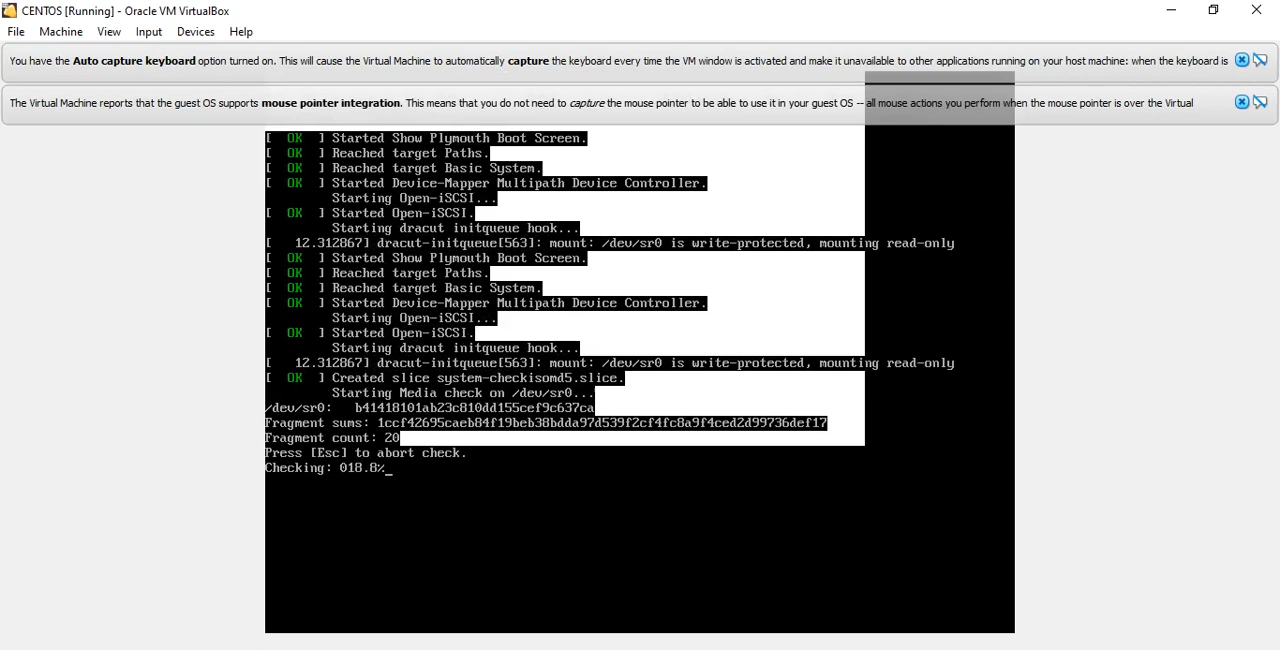 CENTOS [Running] - Oracle VM VirtualBox
File Machine View Input Devices Help
You have the Auto capture keyboard option turned on. This will cause the Virtual Machine to automatically capture the keyboard every time the VM window is activated and make it unavailable to other applications running on your host machine: when the keyboard is
The Virtual Machine reports that the guest OS supports mouse pointer integration. This means that you do not need to capture the mouse pointer to be able to use it in your guest OS -- all mouse actions you perform when the mouse pointer is over the Virtual
[  OK  ] Started Show Plymouth Boot Screen.
[  OK  ] Reached target Paths.
[  OK  ] Reached target Basic System.
[  OK  ] Started Device-Mapper Multipath Device Controller.
Starting Open-iSCSI...
[  OK  ] Started Open-iSCSI.
Starting dracut initqueue hook...
[   12.312867] dracut-initqueue[563]: mount: /dev/sr0 is write-protected, mounting read-only
[  OK  ] Started Show Plymouth Boot Screen.
[  OK  ] Reached target Paths.
[  OK  ] Reached target Basic System.
[  OK  ] Started Device-Mapper Multipath Device Controller.
Starting Open-iSCSI...
[  OK  ] Started Open-iSCSI.
Starting dracut initqueue hook...
[   12.312867] dracut-initqueue[563]: mount: /dev/sr0 is write-protected, mounting read-only
[  OK  ] Created slice system-checkisomd5.slice.
Starting Media check on /dev/sr0...
/dev/sr0:   b41418101ab23c810dd155cef9c637ca
Fragment sums: 1ccf42695caeb84f19beb38bdda97d539f2cf4fc8a9f4ced2d99736def17
Fragment count: 20
Press [Esc] to abort check.
Checking: 018.8%_